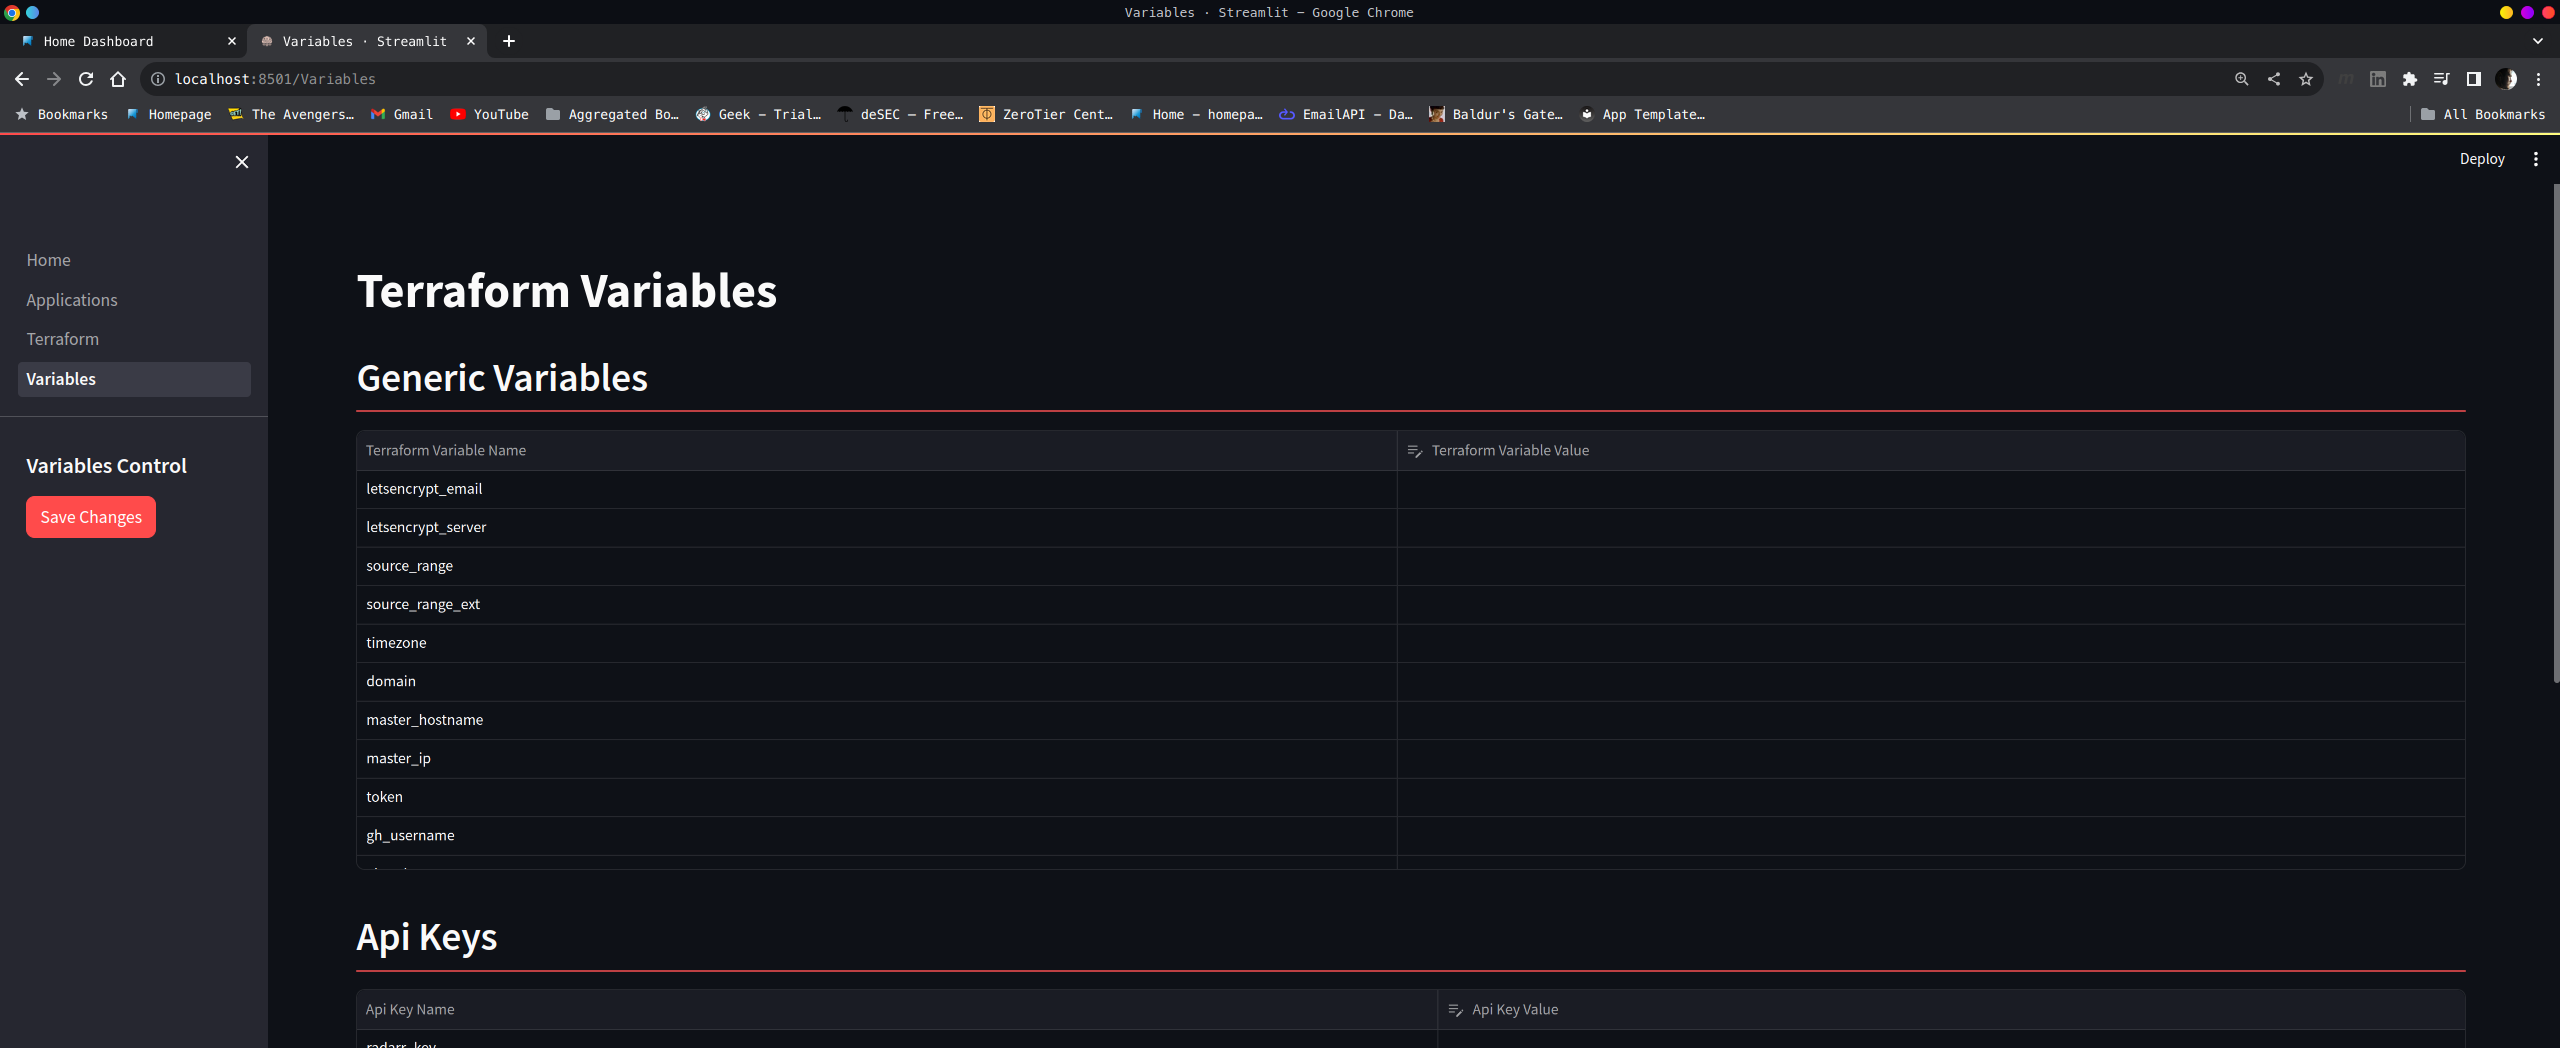 Variables · Streamlit – Google Chrome
Home Dashboard
Variables · Streamlit
localhost:8501/Variables
Bookmarks
Homepage
The Avengers…
Gmail
YouTube
Aggregated Bo…
Geek – Trial…
deSEC – Free…
ZeroTier Cent…
Home – homepa…
EmailAPI – Da…
Baldur's Gate…
App Template…
All Bookmarks
Deploy
Home
Applications
Terraform
Variables
Variables Control
Save Changes
Terraform Variables
Generic Variables
Terraform Variable Name
Terraform Variable Value
letsencrypt_email
letsencrypt_server
source_range
source_range_ext
timezone
domain
master_hostname
master_ip
token
gh_username
Api Keys
Api Key Name
Api Key Value
radarr_key